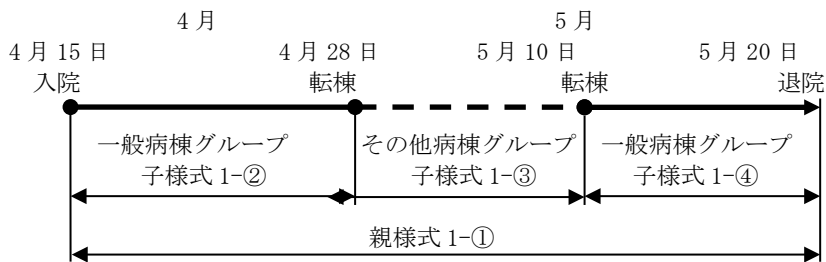 4月 5月
4月15日 4月28日 5月10日 5月20日
入院 転棟 転棟 退院
一般病棟グループ その他病棟グループ 一般病棟グループ
子様式1-② 子様式1-③ 子様式1-④
親様式1-①